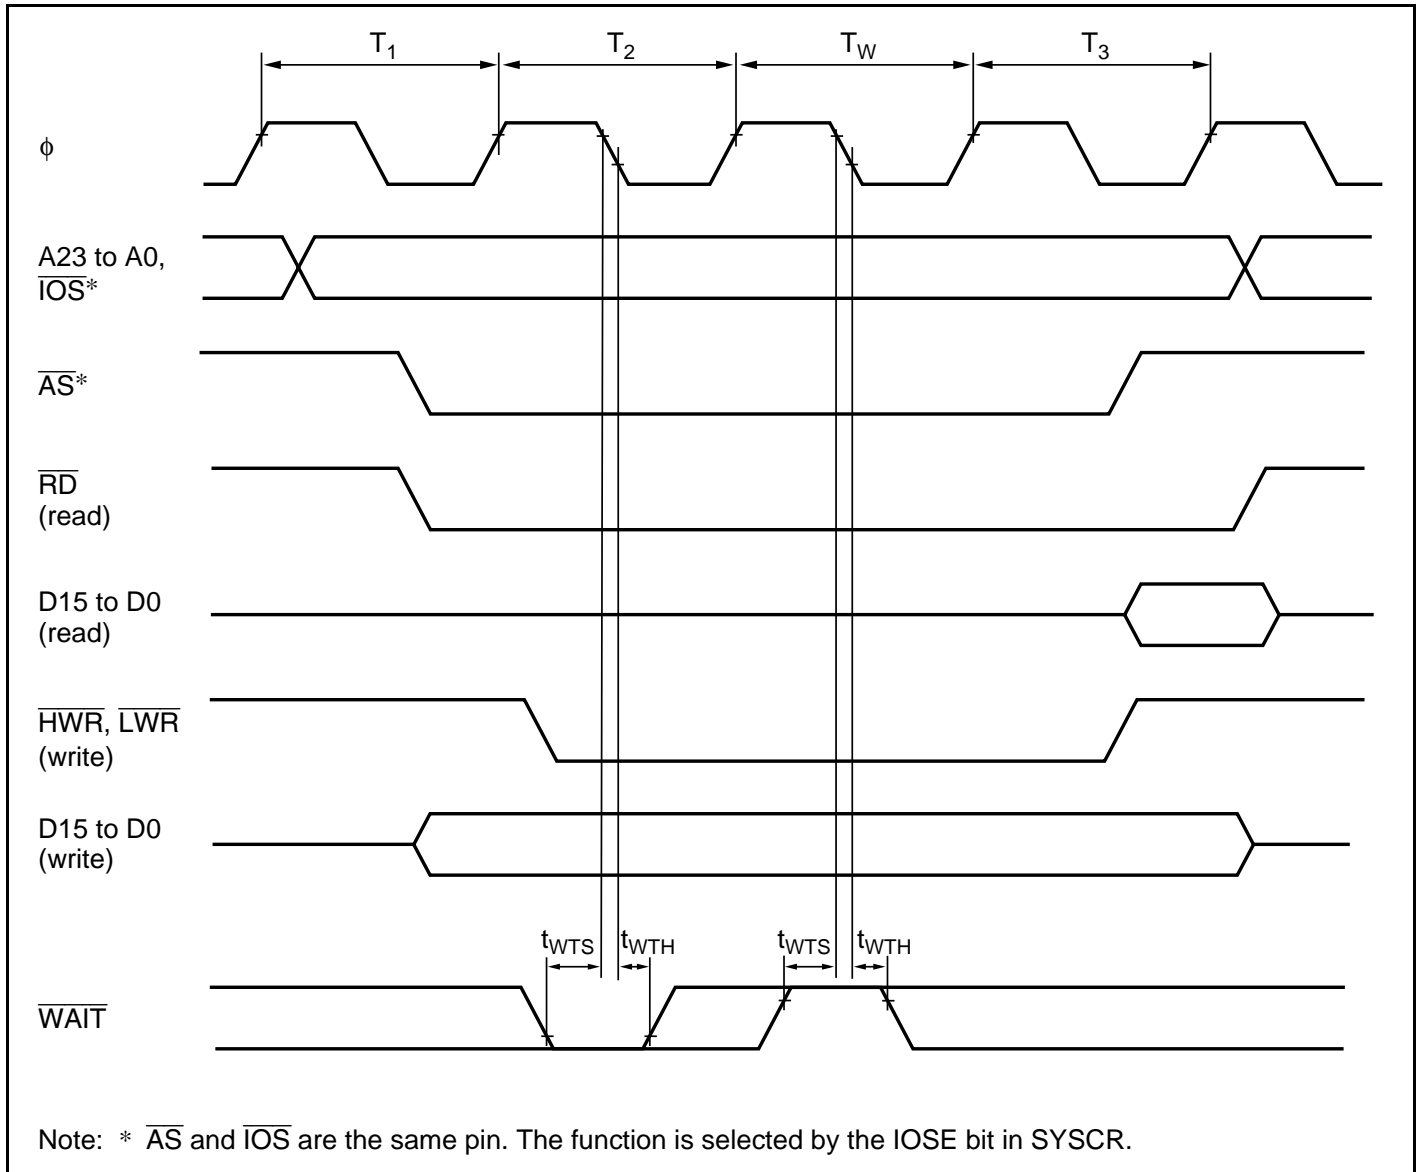 T1 T2 TW T3
ϕ
A23 to A0,
IOS*
AS*
RD
(read)
D15 to D0
(read)
HWR, LWR
(write)
D15 to D0
(write)
tWTS tWTH tWTS tWTH
WAIT
Note: * AS and IOS are the same pin. The function is selected by the IOSE bit in SYSCR.